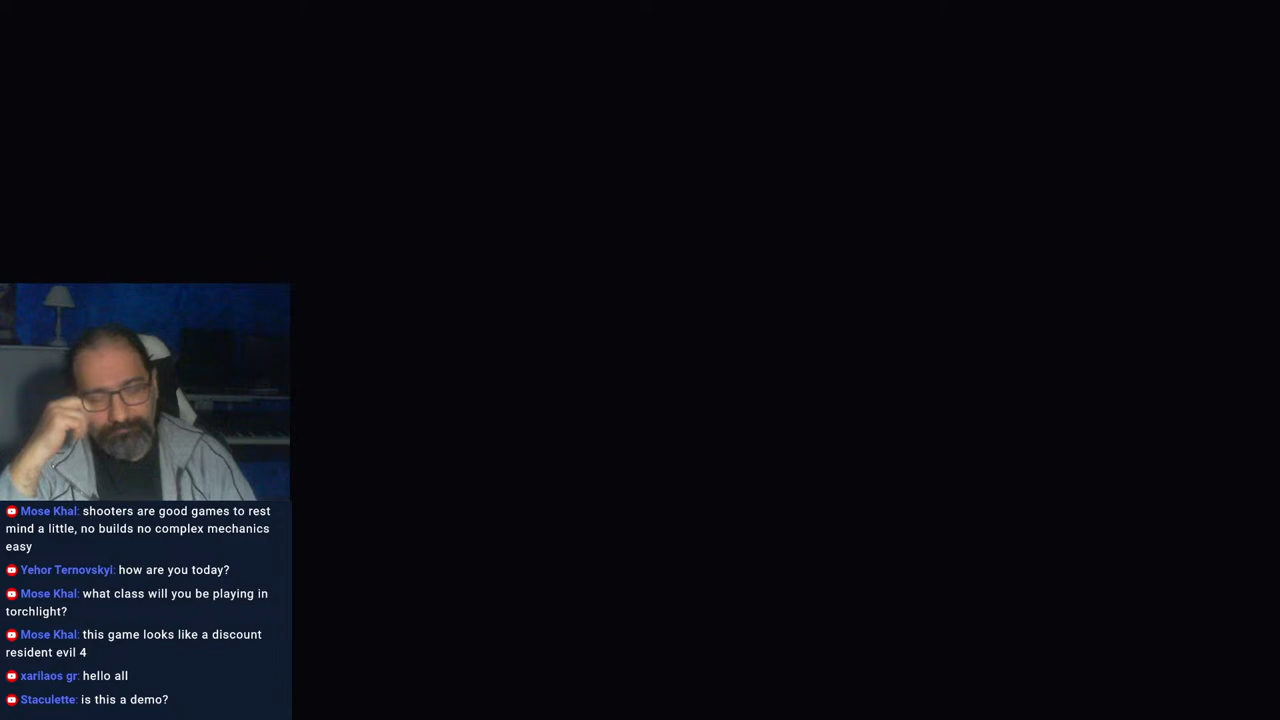 Mose Khal: shooters are good games to rest
mind a little, no builds no complex mechanics
easy
Yehor Ternovskyi: how are you today?
Mose Khal: what class will you be playing in
torchlight?
Mose Khal: this game looks like a discount
resident evil 4
xarilaos gr: hello all
Staculette: is this a demo?